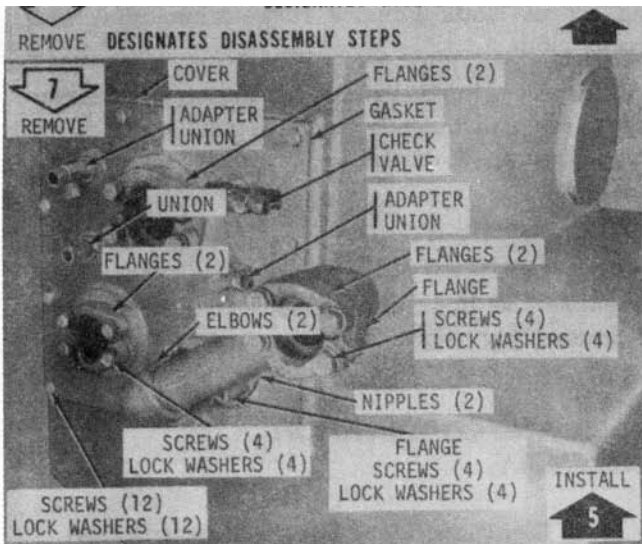 REMOVE DESIGNATES DISASSEMBLY STEPS
7
REMOVE
COVER
FLANGES (2)
ADAPTER
UNION
GASKET
CHECK
VALVE
UNION
ADAPTER
UNION
FLANGES (2)
FLANGES (2)
FLANGE
ELBOWS (2)
SCREWS (4)
LOCK WASHERS (4)
NIPPLES (2)
SCREWS (4)
LOCK WASHERS (4)
FLANGE
SCREWS (4)
LOCK WASHERS (4)
SCREWS (12)
LOCK WASHERS (12)
INSTALL
5